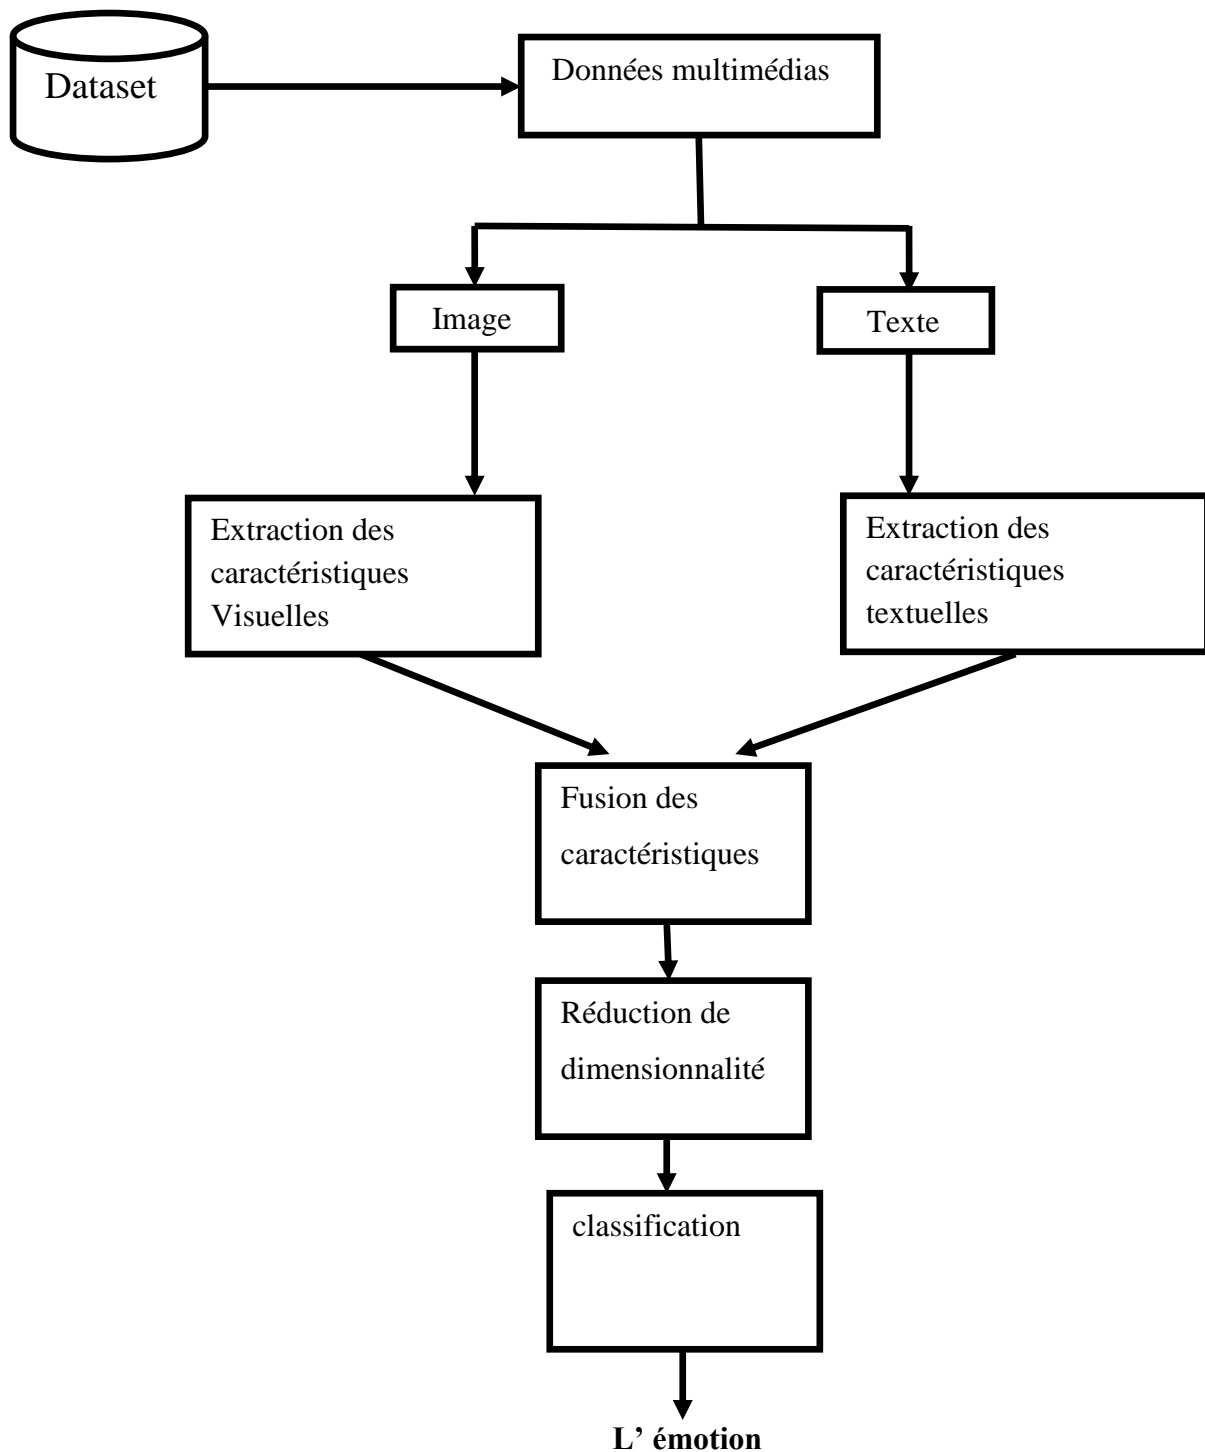 Dataset
Données multimédias
Image
Texte
Extraction des
caractéristiques
Visuelles
Extraction des
caractéristiques
textuelles
Fusion des
caractéristiques
Réduction de
dimensionnalité
classification
L’ émotion